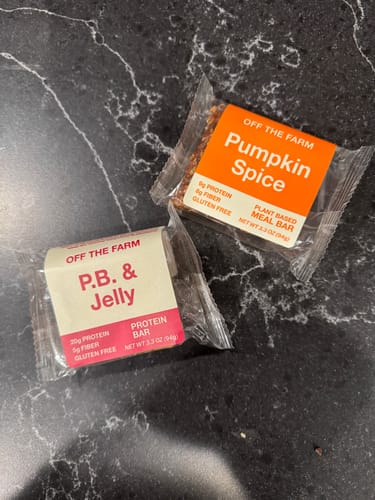 OFF THE FARM
Pumpkin
Spice
8g PROTEIN
6g FIBER
GLUTEN FREE
PLANT BASED
MEAL BAR
NET WT 3.3 OZ (94g)
OFF THE FARM
P.B. &
Jelly
20g PROTEIN
5g FIBER
GLUTEN FREE
PROTEIN
BAR
NET WT 3.3 OZ (94g)